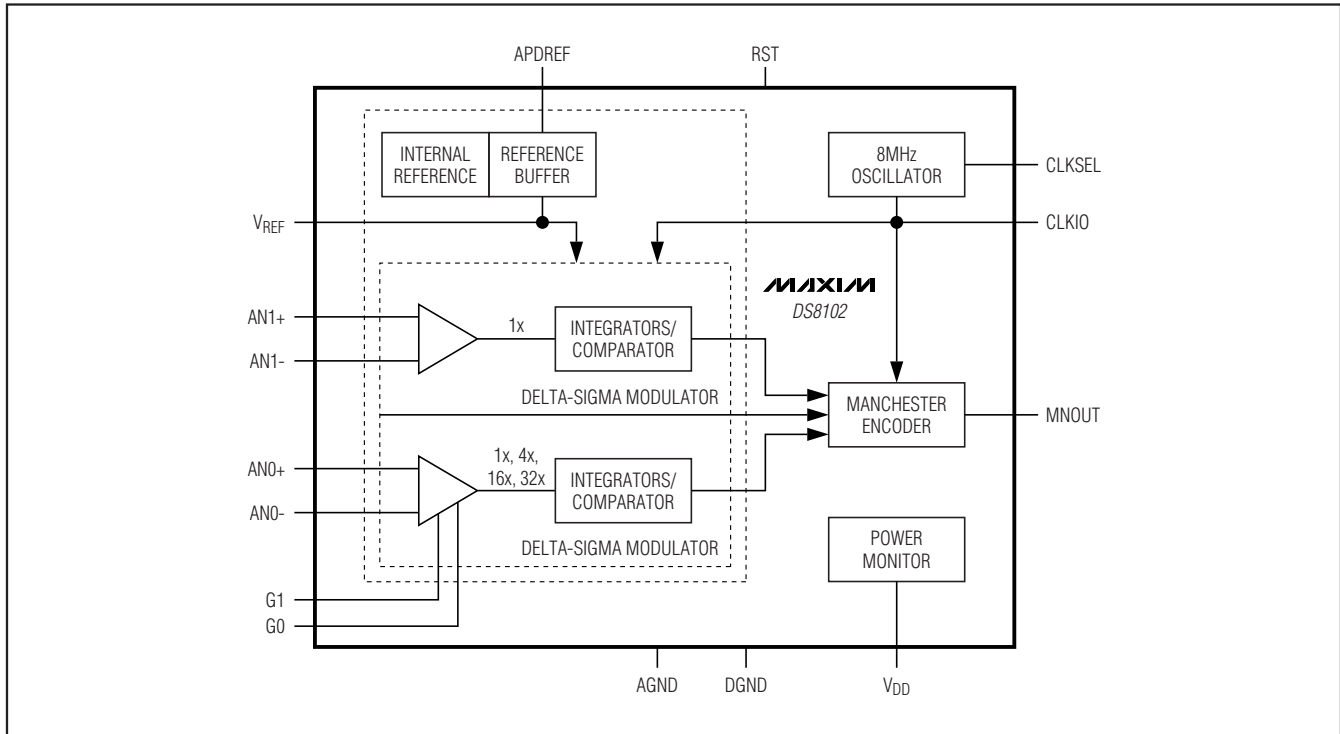 APDREF
RST
INTERNAL
REFERENCE
REFERENCE
BUFFER
8MHz
OSCILLATOR
CLKSEL
VREF
CLKIO
MAXIM
DS8102
AN1+
AN1-
1x
INTEGRATORS/
COMPARATOR
DELTA-SIGMA MODULATOR
MANCHESTER
ENCODER
MNOUT
AN0+
AN0-
1x, 4x,
16x, 32x
INTEGRATORS/
COMPARATOR
DELTA-SIGMA MODULATOR
POWER
MONITOR
G1
G0
AGND
DGND
VDD